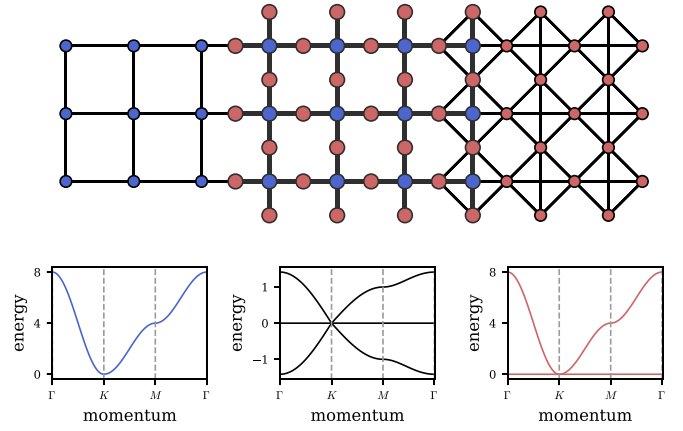 8
4
0
energy
Γ K M Γ
momentum
1
0
−1
energy
Γ K M Γ
momentum
8
4
0
energy
Γ K M Γ
momentum